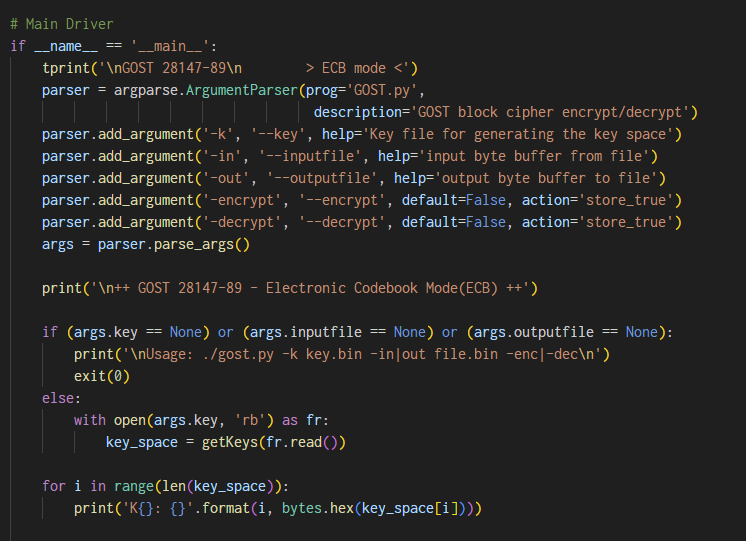 # Main Driver
if __name__ == '__main__':
    tprint('\nGOST 28147-89\n        > ECB mode <')
    parser = argparse.ArgumentParser(prog='GOST.py',
                                  description='GOST block cipher encrypt/decrypt')
    parser.add_argument('-k', '--key', help='Key file for generating the key space')
    parser.add_argument('-in', '--inputfile', help='input byte buffer from file')
    parser.add_argument('-out', '--outputfile', help='output byte buffer to file')
    parser.add_argument('-encrypt', '--encrypt', default=False, action='store_true')
    parser.add_argument('-decrypt', '--decrypt', default=False, action='store_true')
    args = parser.parse_args()

    print('\n++ GOST 28147-89 - Electronic Codebook Mode(ECB) ++')

    if (args.key == None) or (args.inputfile == None) or (args.outputfile == None):
        print('\nUsage: ./gost.py -k key.bin -in|out file.bin -enc|-dec\n')
        exit(0)
    else:
        with open(args.key, 'rb') as fr:
            key_space = getKeys(fr.read())

    for i in range(len(key_space)):
        print('K{}: {}'.format(i, bytes.hex(key_space[i])))